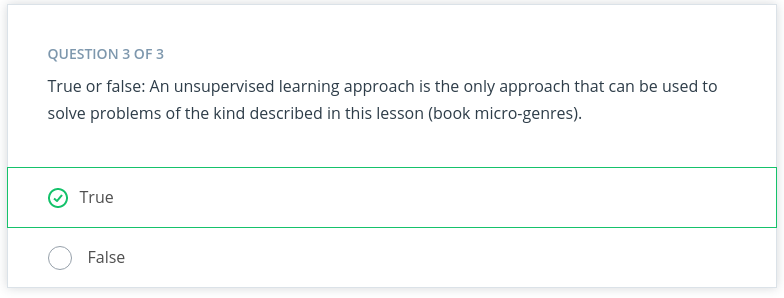 QUESTION 3 OF 3
True or false: An unsupervised learning approach is the only approach that can be used to
solve problems of the kind described in this lesson (book micro-genres).
True
False